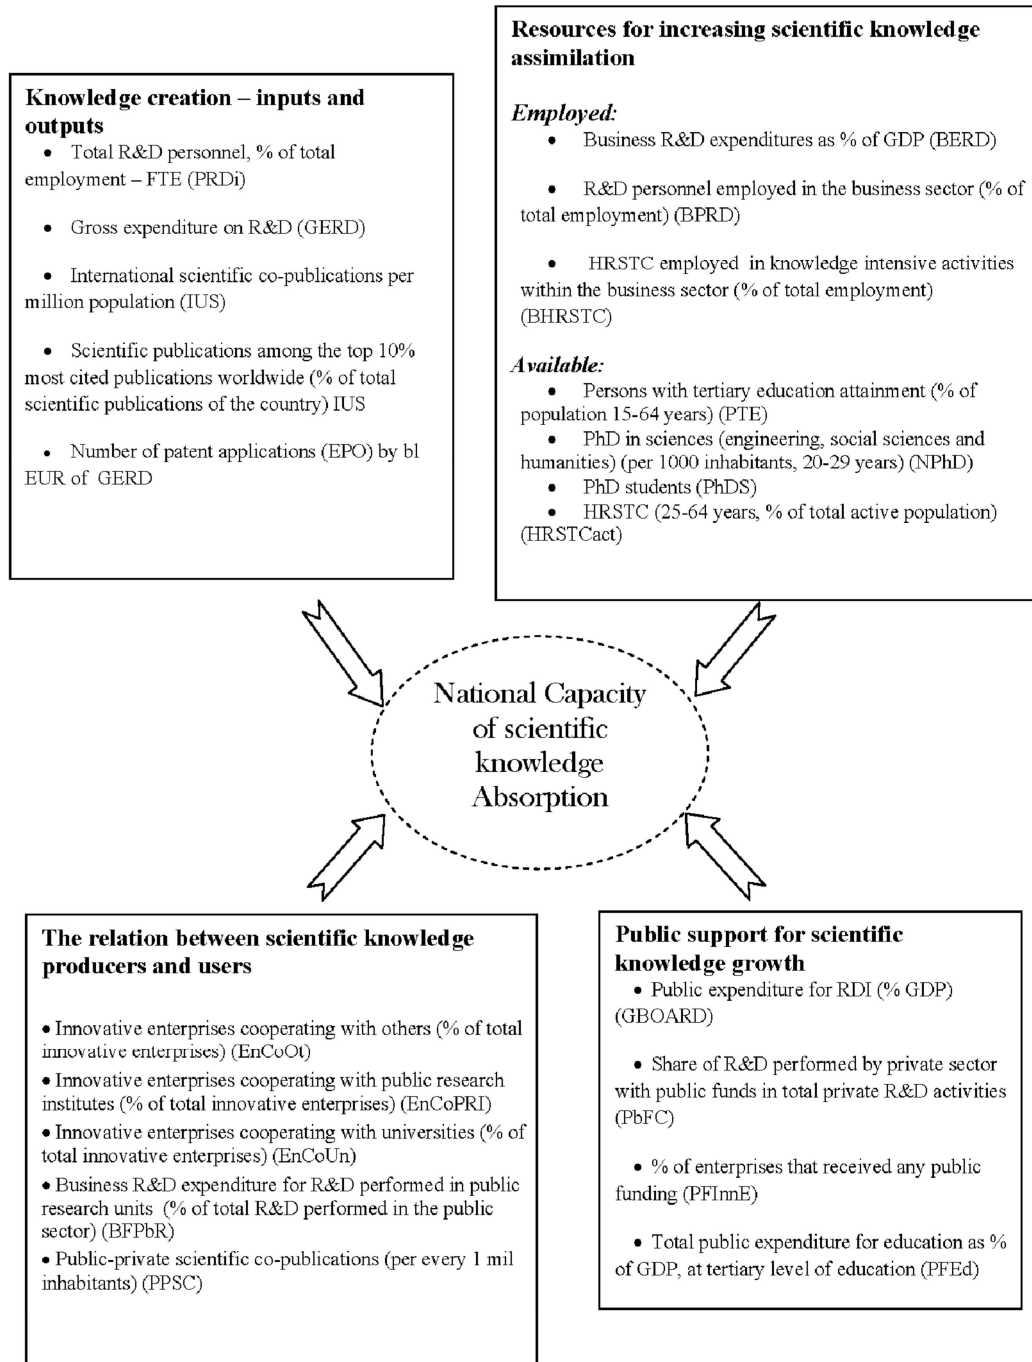 Knowledge creation – inputs and
outputs
• Total R&D personnel, % of total
employment – FTE (PRDi)
• Gross expenditure on R&D (GERD)
• International scientific co-publications per
million population (IUS)
• Scientific publications among the top 10%
most cited publications worldwide (% of total
scientific publications of the country) IUS
• Number of patent applications (EPO) by bl
EUR of GERD
Resources for increasing scientific knowledge
assimilation
Employed:
• Business R&D expenditures as % of GDP (BERD)
• R&D personnel employed in the business sector (% of
total employment) (BPRD)
• HRSTC employed in knowledge intensive activities
within the business sector (% of total employment)
(BHRSTC)
Available:
• Persons with tertiary education attainment (% of
population 15-64 years) (PTE)
• PhD in sciences (engineering, social sciences and
humanities) (per 1000 inhabitants, 20-29 years) (NPhD)
• PhD students (PhDS)
• HRSTC (25-64 years, % of total active population)
(HRSTCact)
National Capacity
of scientific
knowledge
Absorption
The relation between scientific knowledge
producers and users
• Innovative enterprises cooperating with others (% of total
innovative enterprises) (EnCoOt)
• Innovative enterprises cooperating with public research
institutes (% of total innovative enterprises) (EnCoPRI)
• Innovative enterprises cooperating with universities (% of
total innovative enterprises) (EnCoUn)
• Business R&D expenditure for R&D performed in public
research units (% of total R&D performed in the public
sector) (BFPbR)
• Public-private scientific co-publications (per every 1 mil
inhabitants) (PPSC)
Public support for scientific
knowledge growth
• Public expenditure for RDI (% GDP)
(GBOARD)
• Share of R&D performed by private sector
with public funds in total private R&D activities
(PbFC)
• % of enterprises that received any public
funding (PFInnE)
• Total public expenditure for education as %
of GDP, at tertiary level of education (PFEd)